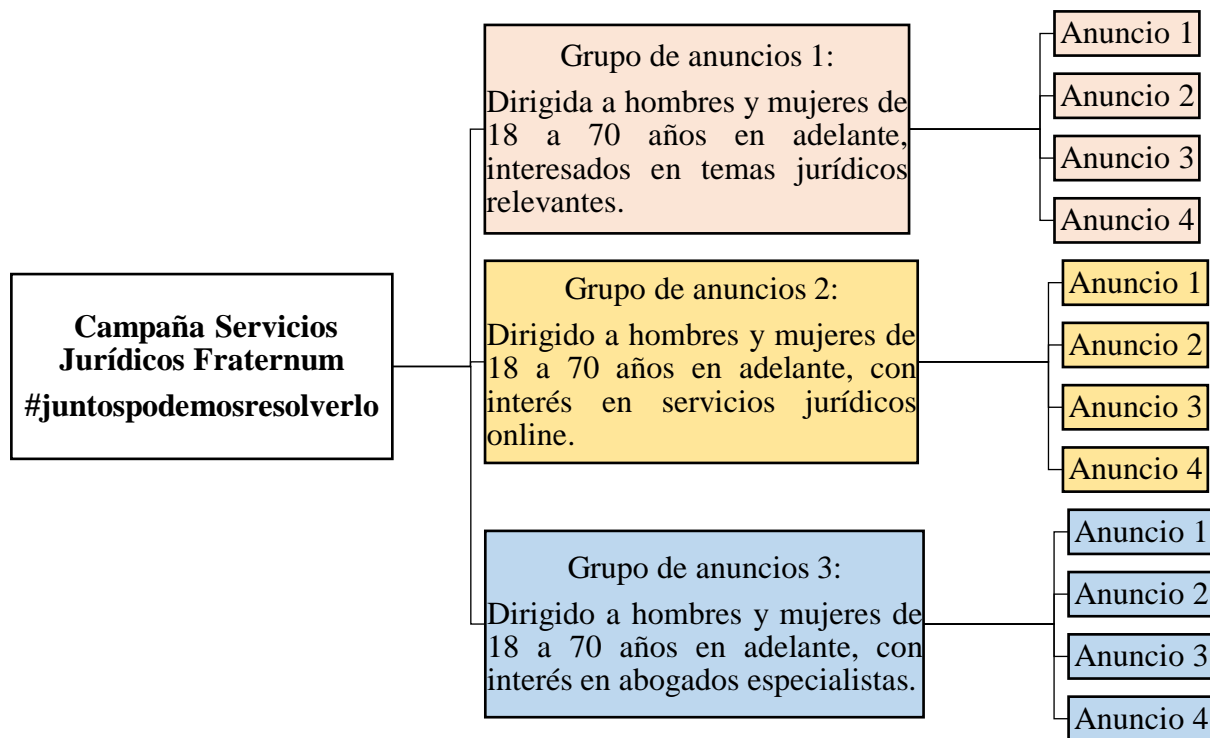 Campaña Servicios
Jurídicos Fraternum
#juntospodemosresolverlo
Grupo de anuncios 1:
Dirigida a hombres y mujeres de
18 a 70 años en adelante,
interesados en temas jurídicos
relevantes.
Anuncio 1
Anuncio 2
Anuncio 3
Anuncio 4
Grupo de anuncios 2:
Dirigido a hombres y mujeres de
18 a 70 años en adelante, con
interés en servicios jurídicos
online.
Anuncio 1
Anuncio 2
Anuncio 3
Anuncio 4
Grupo de anuncios 3:
Dirigido a hombres y mujeres de
18 a 70 años en adelante, con
interés en abogados especialistas.
Anuncio 1
Anuncio 2
Anuncio 3
Anuncio 4